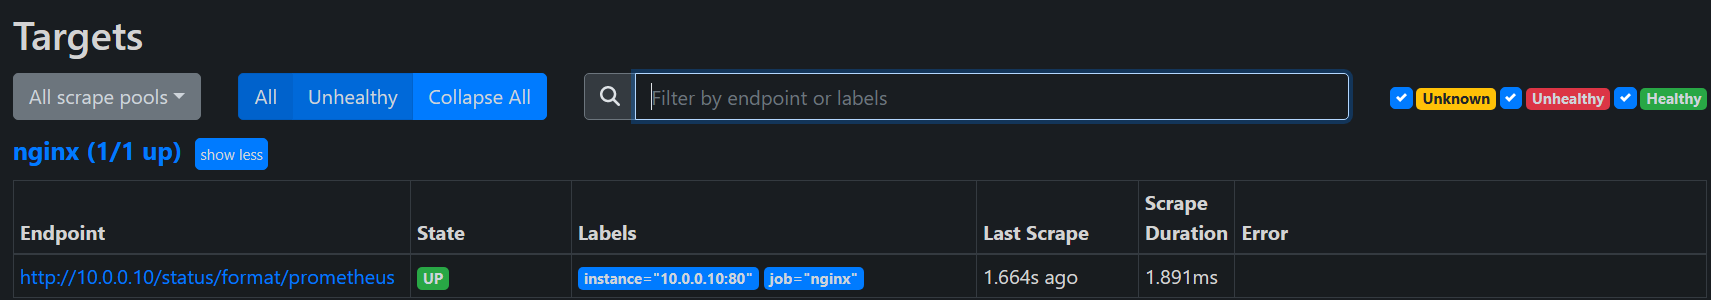 Targets
All scrape pools All Unhealthy Collapse All Filter by endpoint or labels Unknown Unhealthy Healthy
nginx (1/1 up) show less
Endpoint State Labels Last Scrape Scrape Duration Error
http://10.0.0.10/status/format/prometheus UP instance="10.0.0.10:80" job="nginx" 1.664s ago 1.891ms